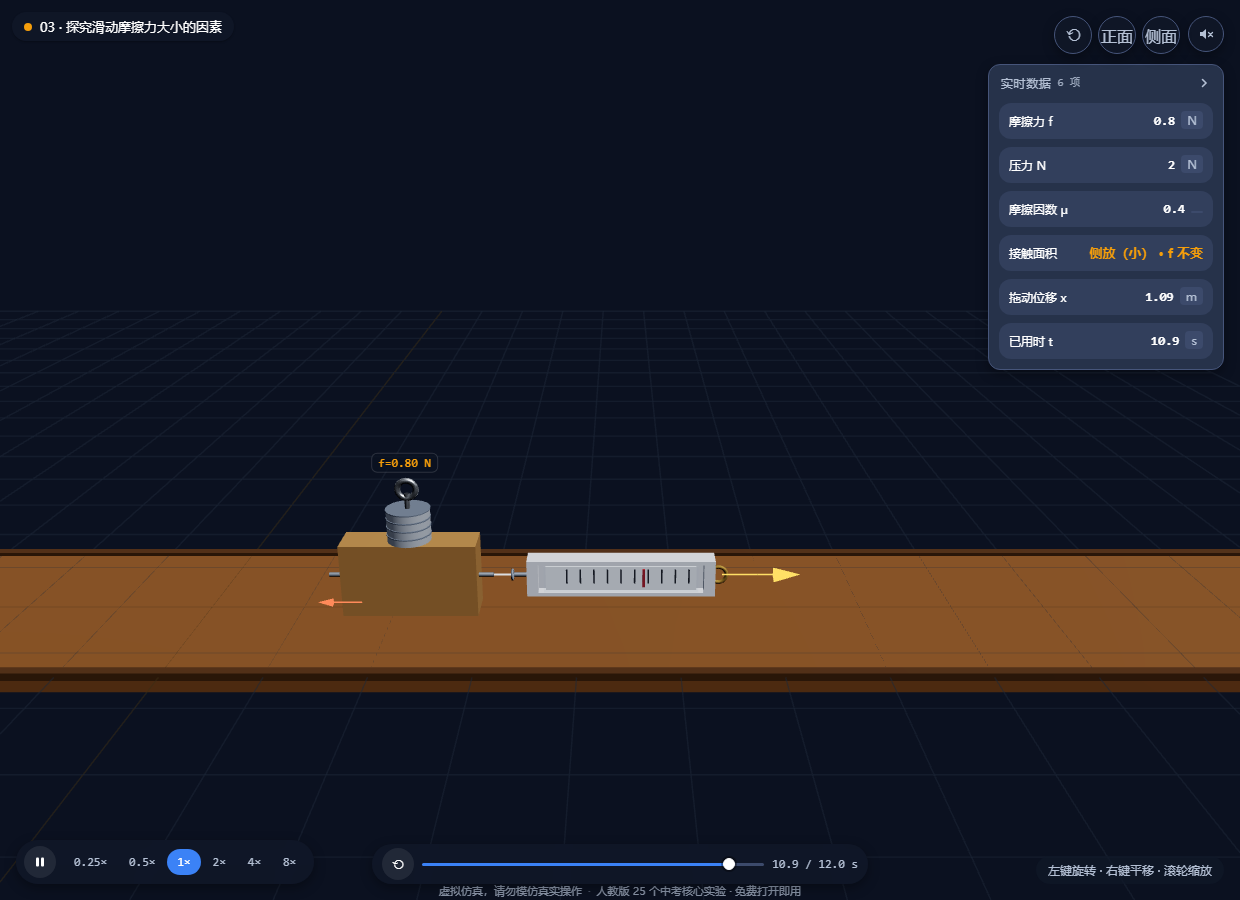 03 · 探究滑动摩擦力大小的因素
正面
侧面
实时数据 6 项
摩擦力 f 0.8 N
压力 N 2 N
摩擦因数 μ 0.4 —
接触面积 侧放（小） • f 不变
拖动位移 x 1.09 m
已用时 t 10.9 s
f=0.80 N
0.25× 0.5× 1× 2× 4× 8×
10.9 / 12.0 s
左键旋转 · 右键平移 · 滚轮缩放
虚拟仿真，请勿模仿真实操作 · 人教版 25 个中考核心实验 · 免费打开即用